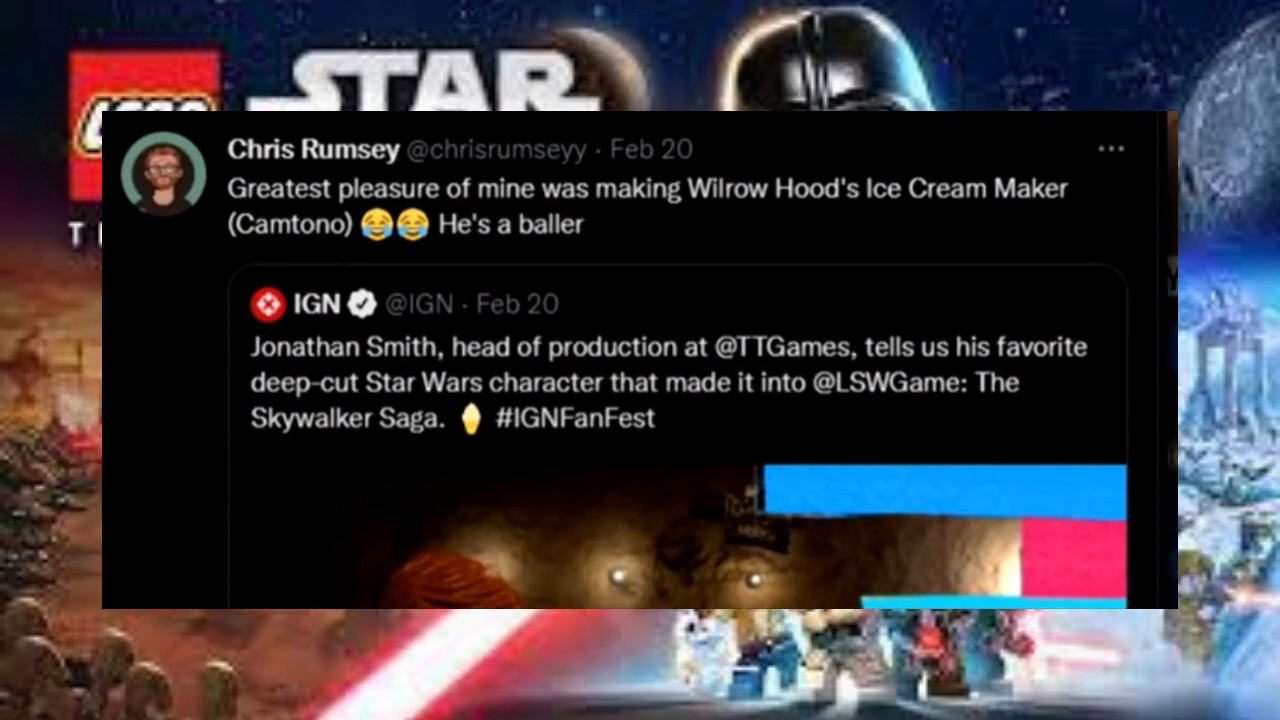 LEGO
STAR
Chris Rumsey @chrisrumseyy · Feb 20
Greatest pleasure of mine was making Wilrow Hood's Ice Cream Maker
(Camtono) 😂😂 He's a baller
IGN @IGN · Feb 20
Jonathan Smith, head of production at @TTGames, tells us his favorite
deep-cut Star Wars character that made it into @LSWGame: The
Skywalker Saga. 🍦 #IGNFanFest